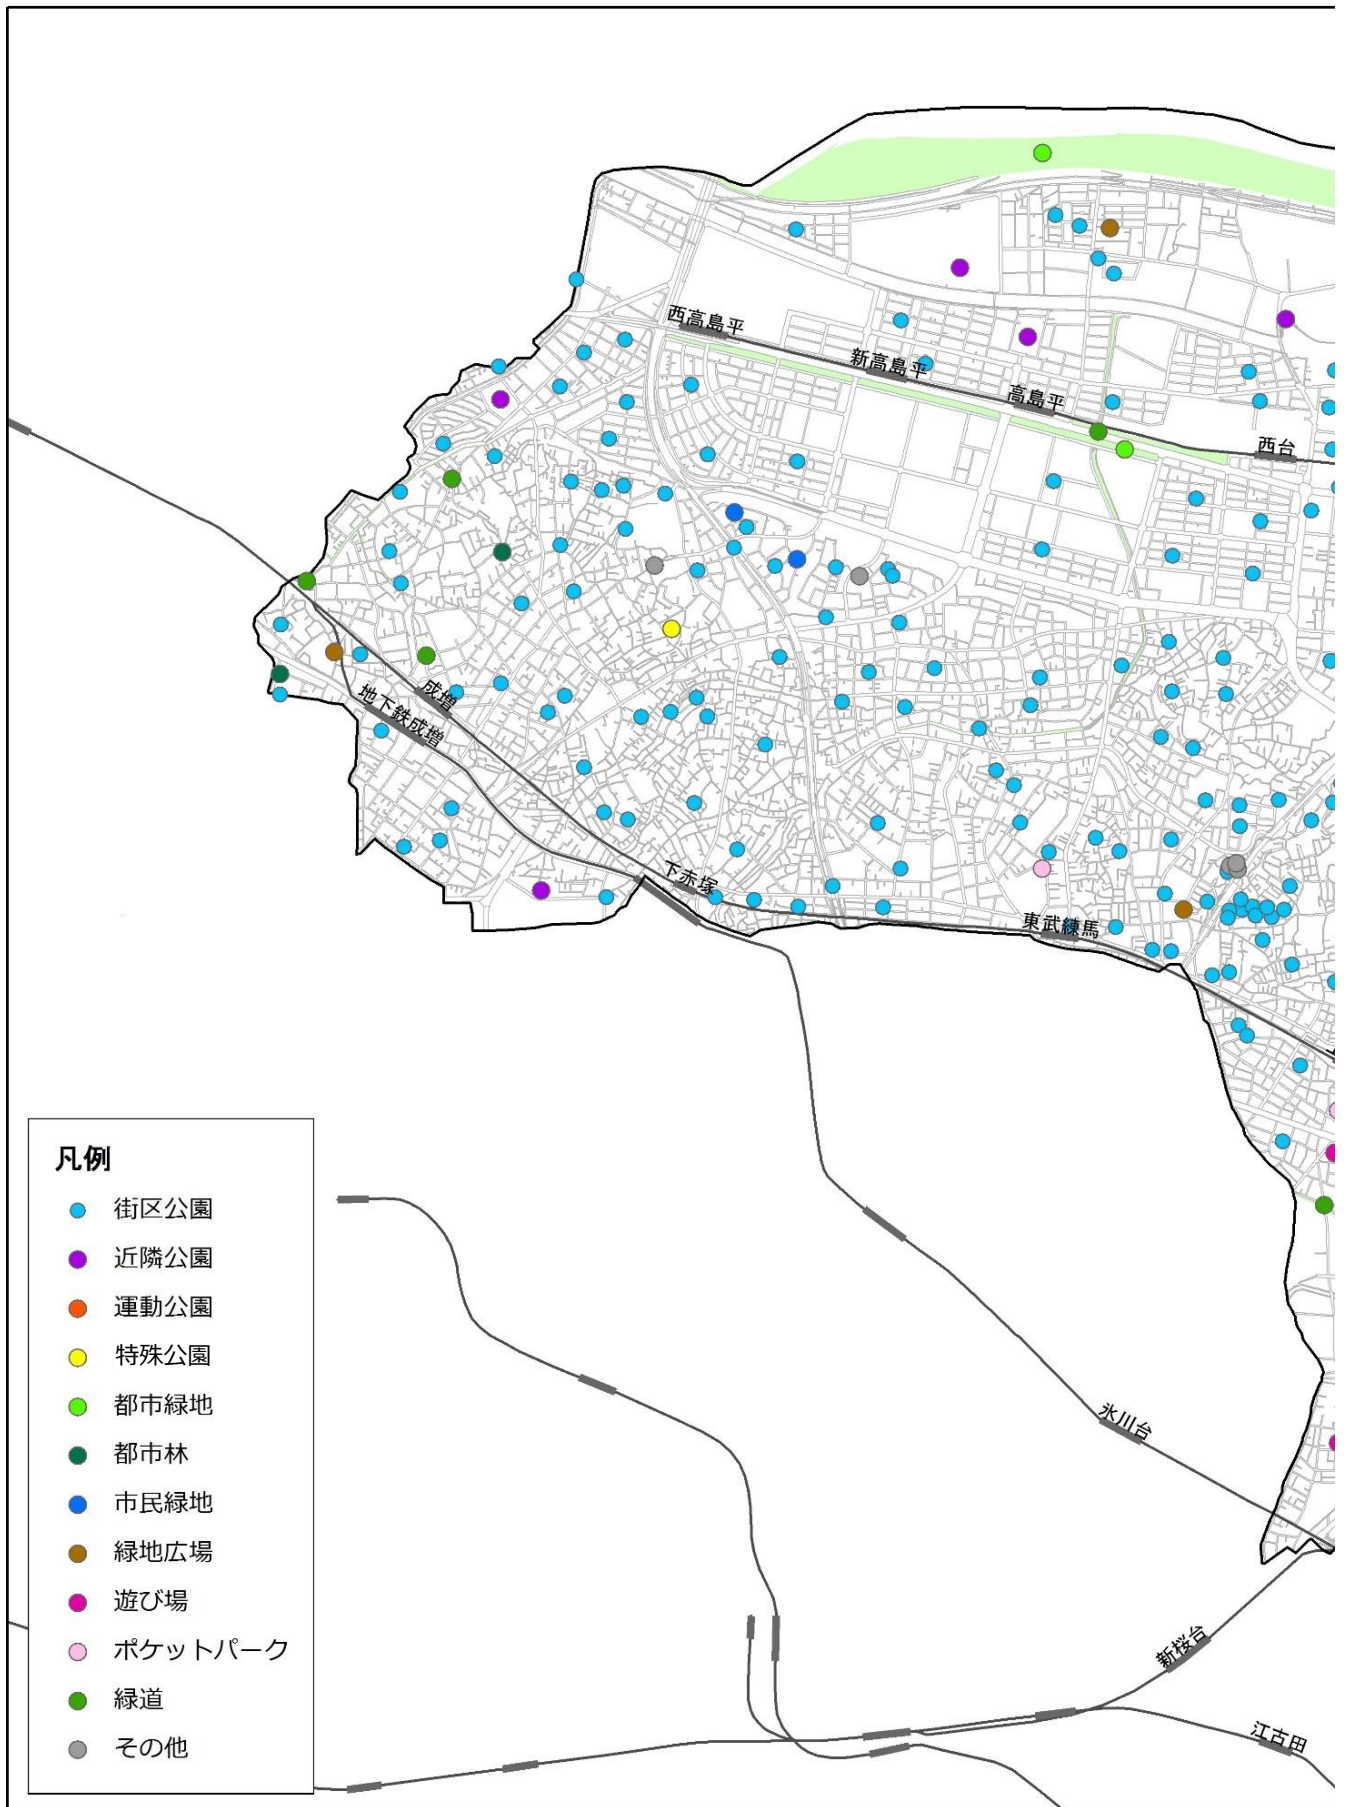 西高島平
新高島平
高島平
西台
成増
地下鉄成増
下赤塚
東武練馬
氷川台
新桜台
江古田
凡例
街区公園
近隣公園
運動公園
特殊公園
都市緑地
都市林
市民緑地
緑地広場
遊び場
ポケットパーク
緑道
その他